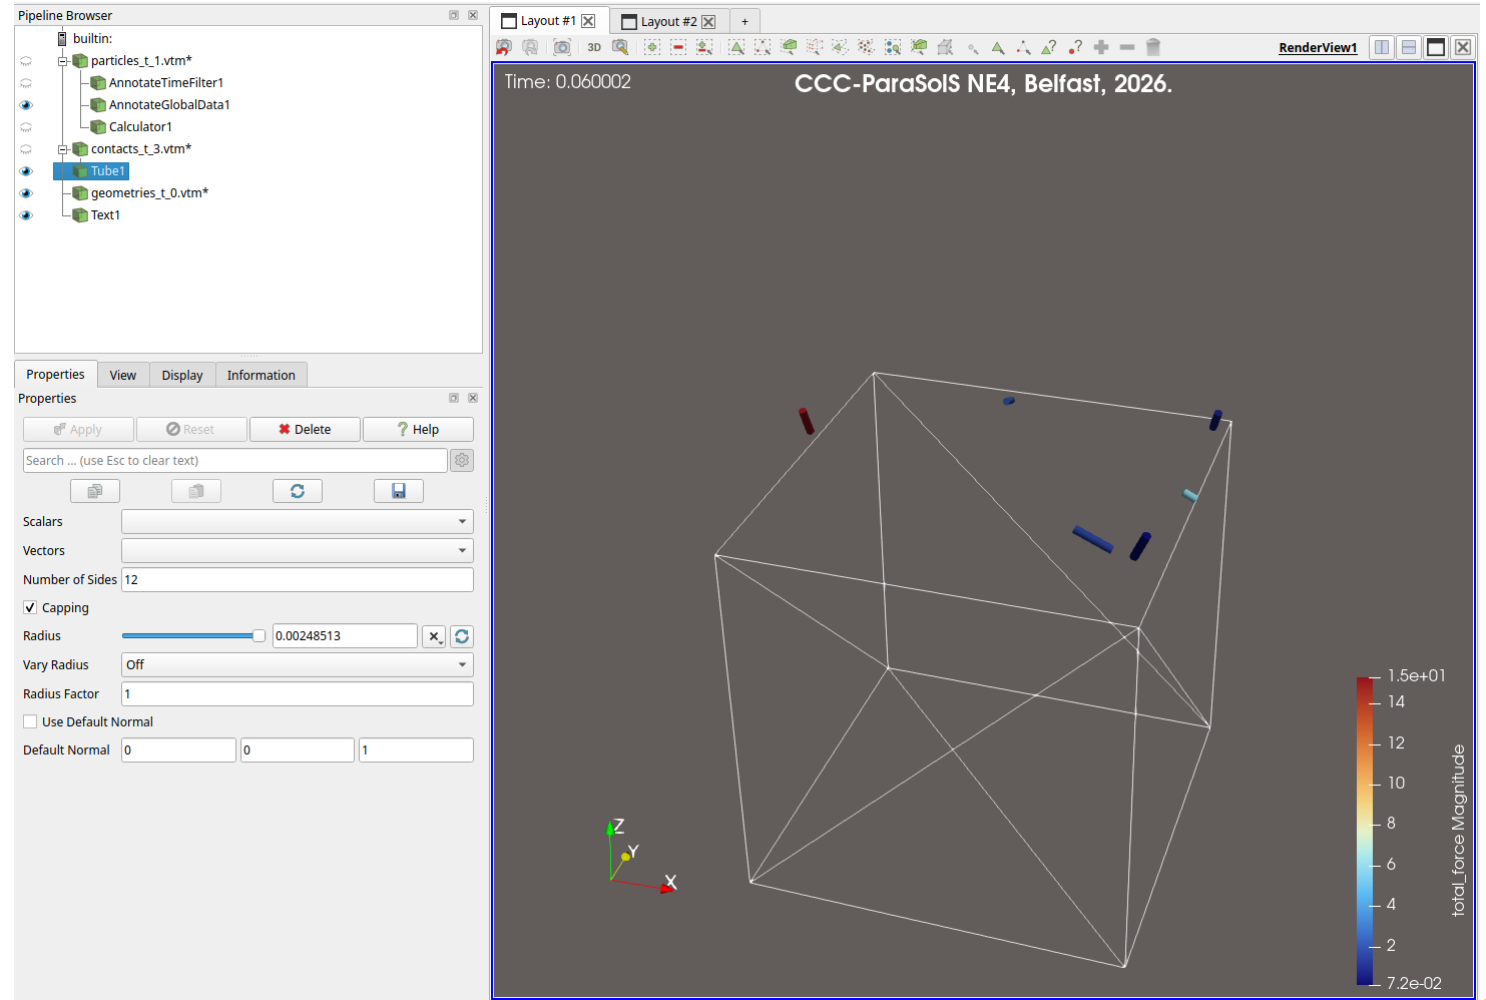 Pipeline Browser
builtin:
particles_t_1.vtm*
AnnotateTimeFilter1
AnnotateGlobalData1
Calculator1
contacts_t_3.vtm*
Tube1
geometries_t_0.vtm*
Text1
Properties View Display Information
Properties
Apply Reset Delete ? Help
Search ... (use Esc to clear text)
Scalars
Vectors
Number of Sides 12
Capping
Radius 0.00248513
Vary Radius Off
Radius Factor 1
Use Default Normal
Default Normal 0 0 1
Layout #1 Layout #2 +
3D RenderView1
Time: 0.060002
CCC-ParaSolS NE4, Belfast, 2026.
Z
Y
X
1.5e+01
14
12
10
8
6
4
2
7.2e-02
total_force Magnitude